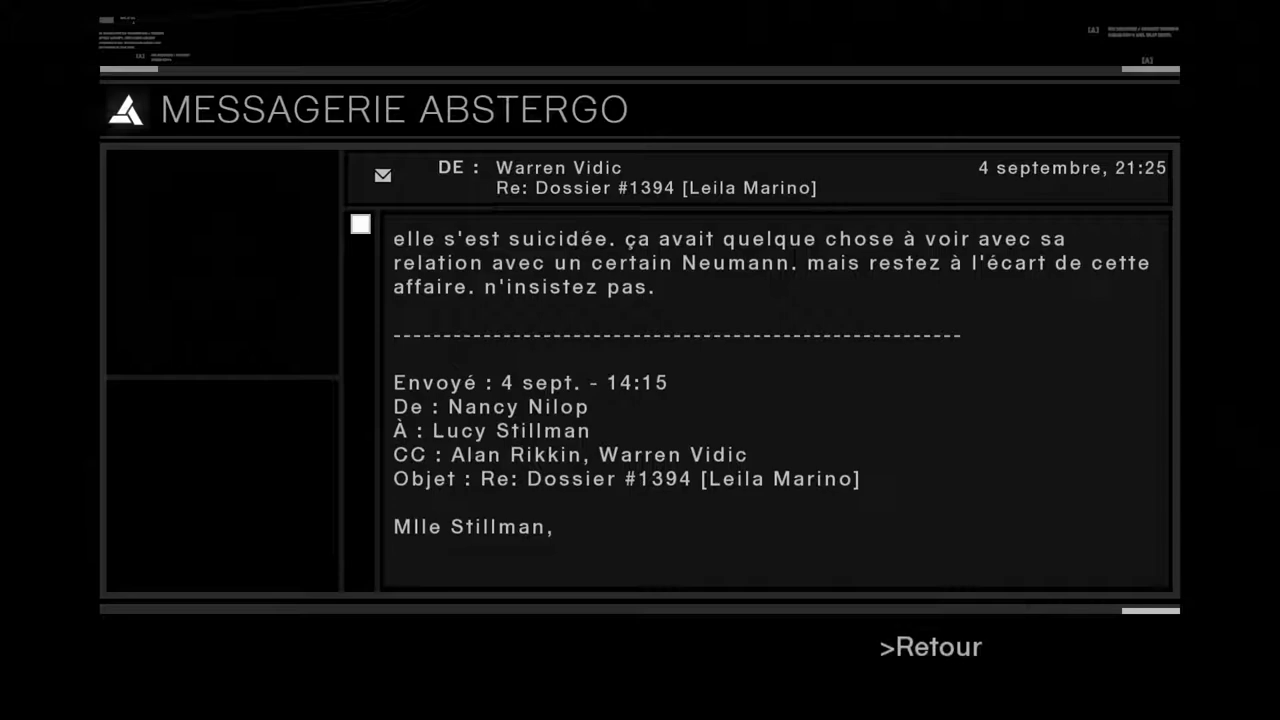 MESSAGERIE ABSTERGO
DE : Warren Vidic 4 septembre, 21:25
Re: Dossier #1394 [Leila Marino]
elle s'est suicidée. ça avait quelque chose à voir avec sa
relation avec un certain Neumann. mais restez à l'écart de cette
affaire. n'insistez pas.
---------------------------------------------------------
Envoyé : 4 sept. - 14:15
De : Nancy Nilop
À : Lucy Stillman
CC : Alan Rikkin, Warren Vidic
Objet : Re: Dossier #1394 [Leila Marino]
Mlle Stillman,
>Retour